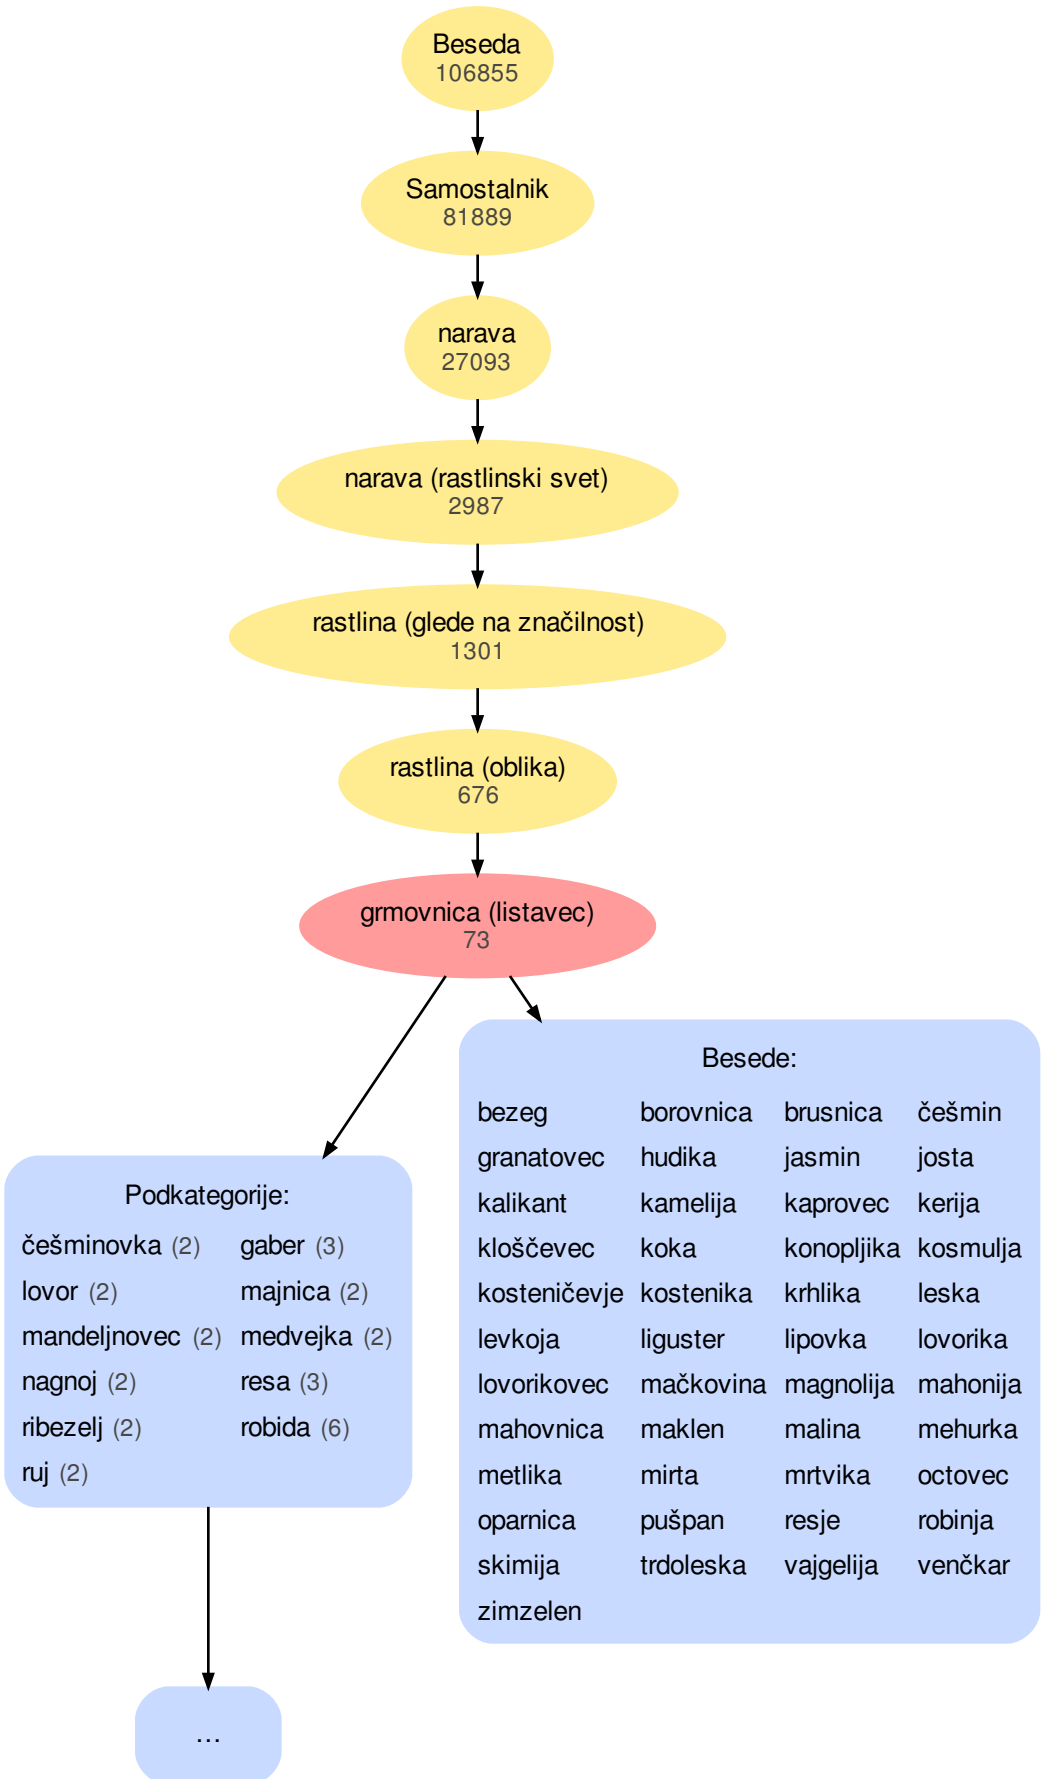 Beseda
106855
Samostalnik
81889
narava
27093
narava (rastlinski svet)
2987
rastlina (glede na značilnost)
1301
rastlina (oblika)
676
grmovnica (listavec)
73
Podkategorije:
češminovka (2) gaber (3)
lovor (2) majnica (2)
mandeljnovec (2) medvejka (2)
nagnoj (2) resa (3)
ribezelj (2) robida (6)
ruj (2)
...
Besede:
bezeg borovnica brusnica češmin
granatovec hudika jasmin josta
kalikant kamelija kaprovec kerija
kloščevec koka konopljika kosmulja
kosteničevje kostenika krhlika leska
levkoja liguster lipovka lovorika
lovorikovec mačkovina magnolija mahonija
mahovnica maklen malina mehurka
metlika mirta mrtvika octovec
oparnica pušpan resje robinja
skimija trdoleska vajgelija venčkar
zimzelen